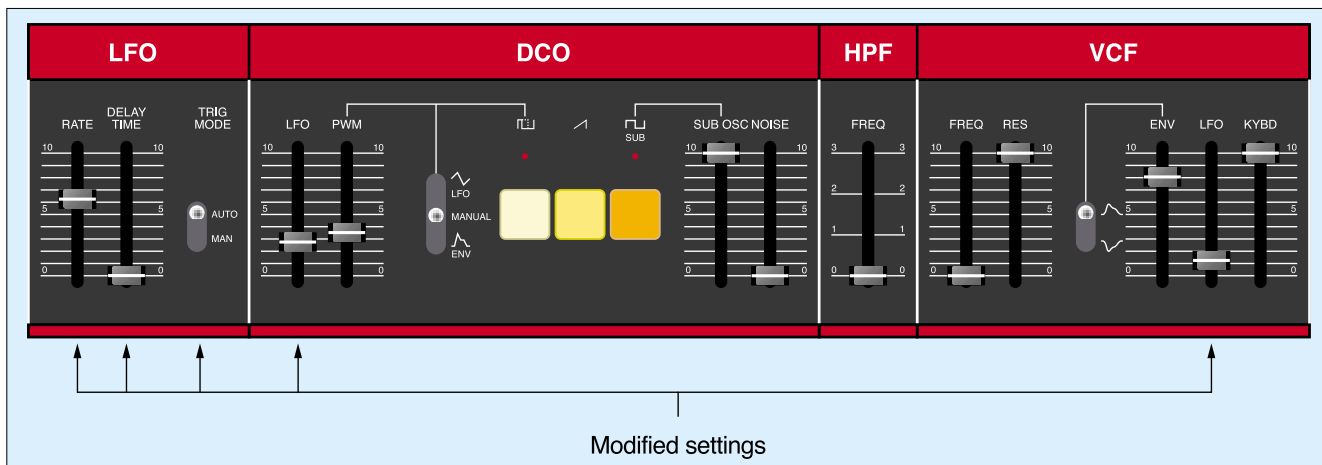 LFO DCO HPF VCF
DELAY TRIG
RATE TIME MODE LFO PWM SUB SUB OSC NOISE FREQ FREQ RES ENV LFO KYBD
10 10 10 10 10 10 3 3 10 10 10 10
LFO
2 2
5 5 AUTO 5 5 MANUAL 5 5 5 5 5 5
MAN 1 1
ENV
0 0 0 0 0 0 0 0 0 0 0 0
Modified settings